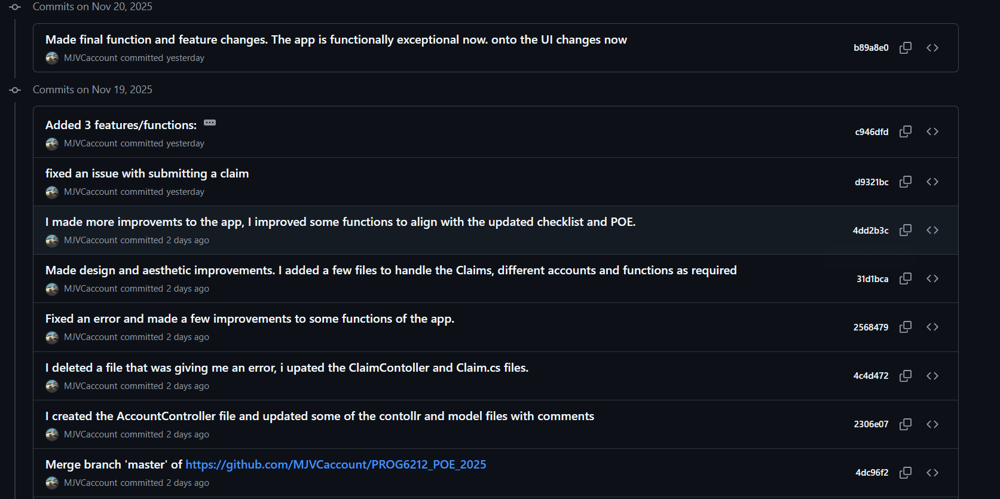 Commits on Nov 20, 2025
Made final function and feature changes. The app is functionally exceptional now. onto the UI changes now
b89a8e0
MJVCaccount committed yesterday
Commits on Nov 19, 2025
Added 3 features/functions:
c946dfd
MJVCaccount committed yesterday
fixed an issue with submitting a claim
d9321bc
MJVCaccount committed yesterday
I made more improvemts to the app, I improved some functions to align with the updated checklist and POE.
4dd2b3c
MJVCaccount committed 2 days ago
Made design and aesthetic improvements. I added a few files to handle the Claims, different accounts and functions as required
31d1bca
MJVCaccount committed 2 days ago
Fixed an error and made a few improvements to some functions of the app.
2568479
MJVCaccount committed 2 days ago
I deleted a file that was giving me an error, i upated the ClaimContoller and Claim.cs files.
4c4d472
MJVCaccount committed 2 days ago
I created the AccountController file and updated some of the contollr and model files with comments
2306e07
MJVCaccount committed 2 days ago
Merge branch 'master' of https://github.com/MJVCaccount/PROG6212_POE_2025
4dc96f2
MJVCaccount committed 2 days ago